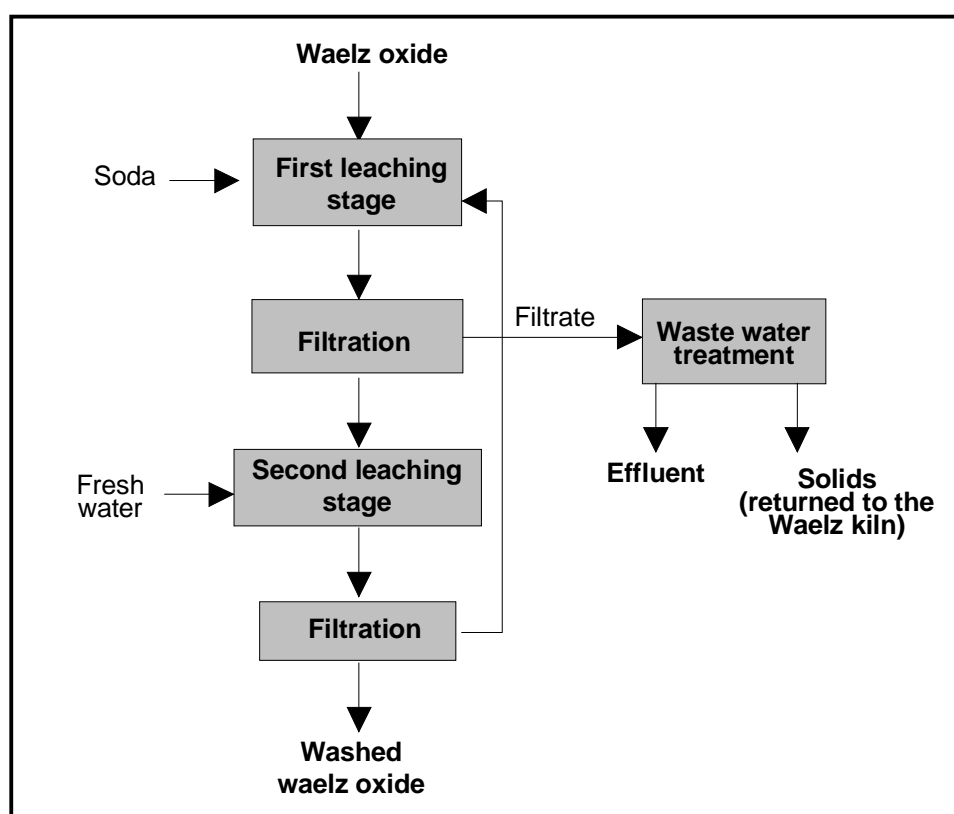 Waelz oxide
Soda
First leaching
stage
Filtration
Filtrate
Waste water
treatment
Fresh
water
Second leaching
stage
Effluent
Solids
(returned to the
Waelz kiln)
Filtration
Washed
waelz oxide